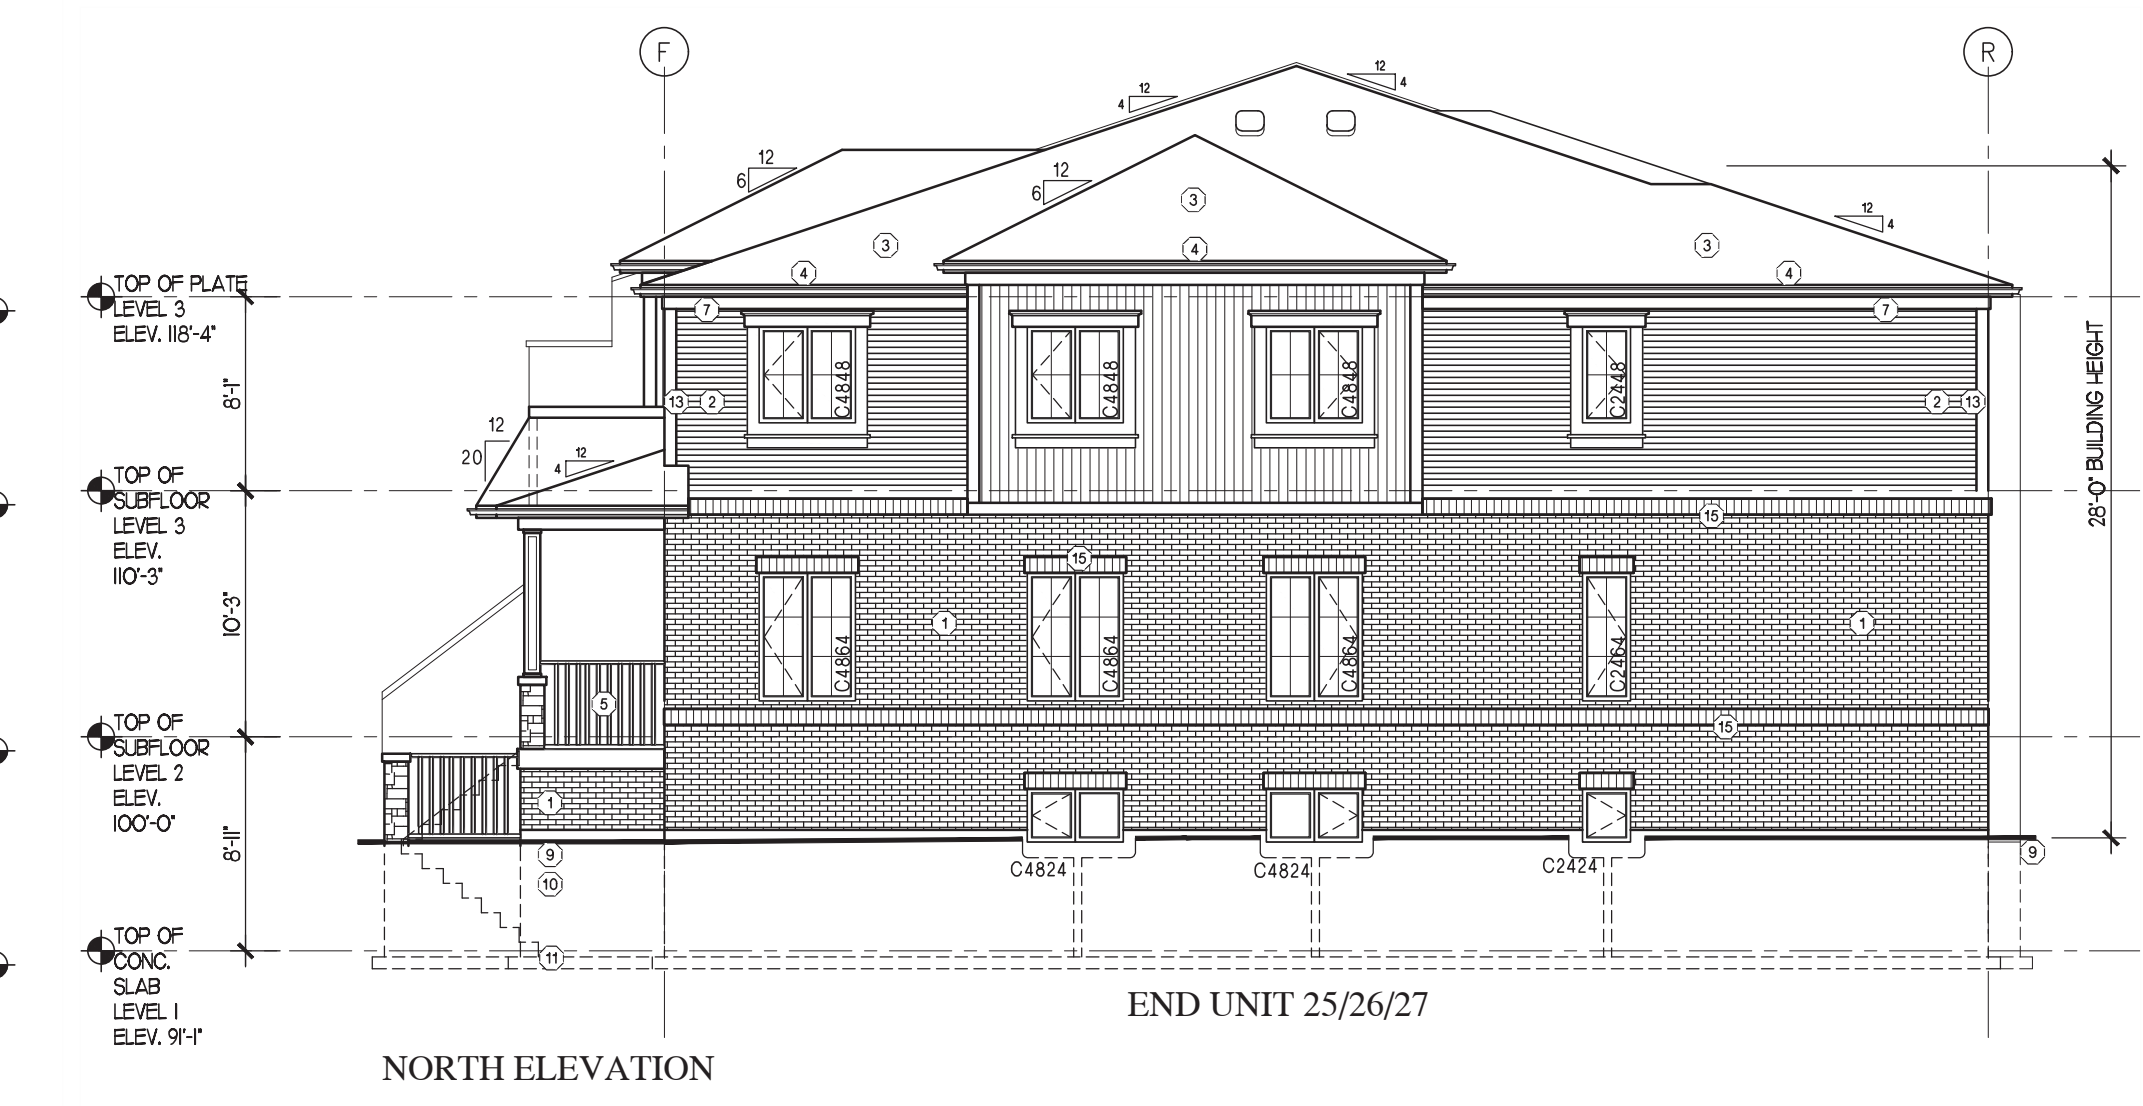 F
R
12
4
12
4
12
6
12
6
12
4
3
3
4
3
4
4
TOP OF PLATE
LEVEL 3
ELEV. 118'-4"
7
7
8'-1"
C4848
C4848
C4848
C2448
13
2
2
13
28'-0" BUILDING HEIGHT
12
20
12
4
TOP OF
SUBFLOOR
LEVEL 3
ELEV.
110'-3"
15
15
10'-3"
1
1
C4864
C4864
C4864
C2464
5
TOP OF
SUBFLOOR
LEVEL 2
ELEV.
100'-0"
15
1
8'-11"
9
9
C4824
C4824
C2424
10
TOP OF
CONC.
SLAB
LEVEL 1
ELEV. 91'-1"
11
END UNIT 25/26/27
NORTH ELEVATION